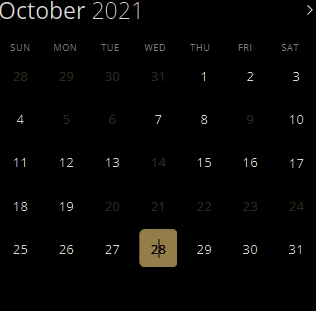 October 2021
SUN MON TUE WED THU FRI SAT
28 29 30 31 1 2 3
4 5 6 7 8 9 10
11 12 13 14 15 16 17
18 19 20 21 22 23 24
25 26 27 28 29 30 31